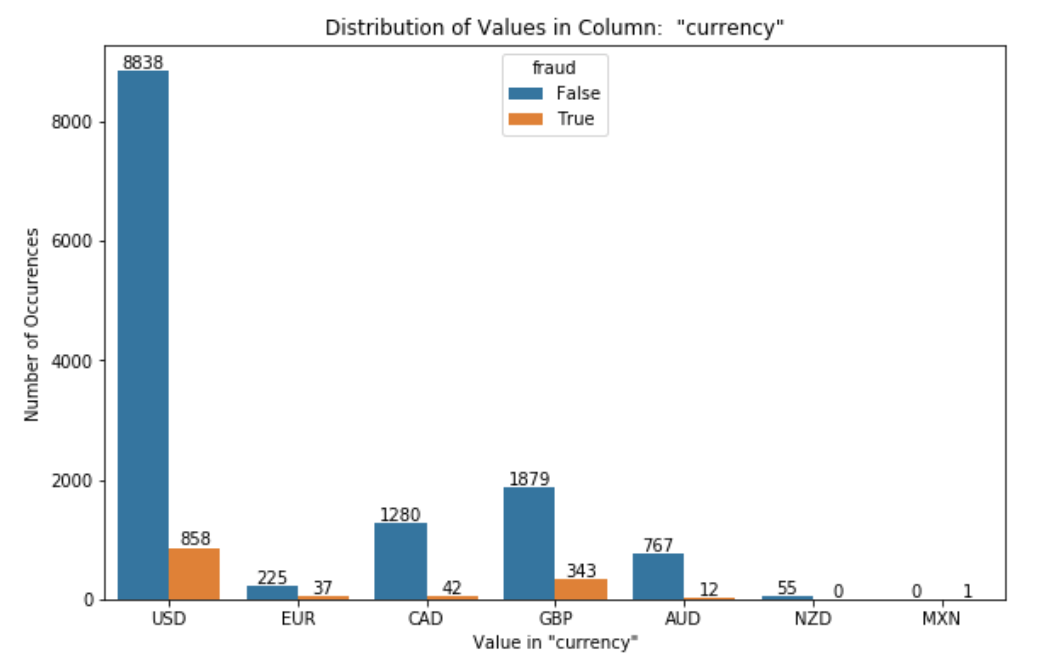 Distribution of Values in Column:  "currency"
fraud
False
True
Number of Occurences
8000
6000
4000
2000
0
8838
858
225
37
1280
42
1879
343
767
12
55
0
0
1
USD EUR CAD GBP AUD NZD MXN
Value in "currency"